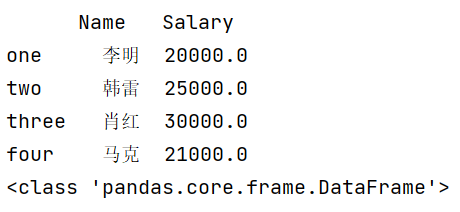 Name Salary
one 李明 20000.0
two 韩雷 25000.0
three 肖红 30000.0
four 马克 21000.0
<class 'pandas.core.frame.DataFrame'>